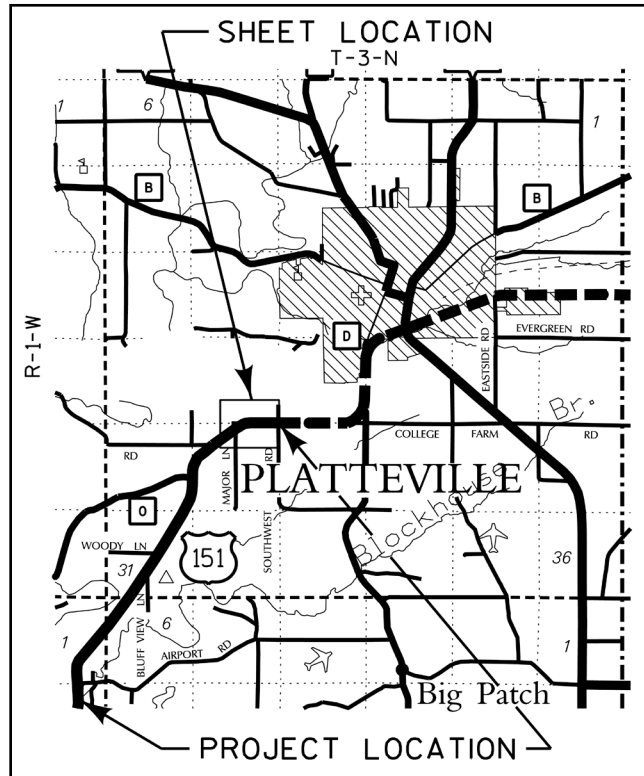 SHEET LOCATION
T-3-N
1
6
1
B
B
R-1-W
D
EVERGREEN RD
EASTSIDE RD
Br.
RD
MAJOR LN
RD
COLLEGE FARM RD
PLATTEVILLE
O
SOUTHWEST
Blockhouse
WOODY LN
151
31
36
BLUFF VIEW LN
1
6
AIRPORT RD
1
Big Patch
PROJECT LOCATION